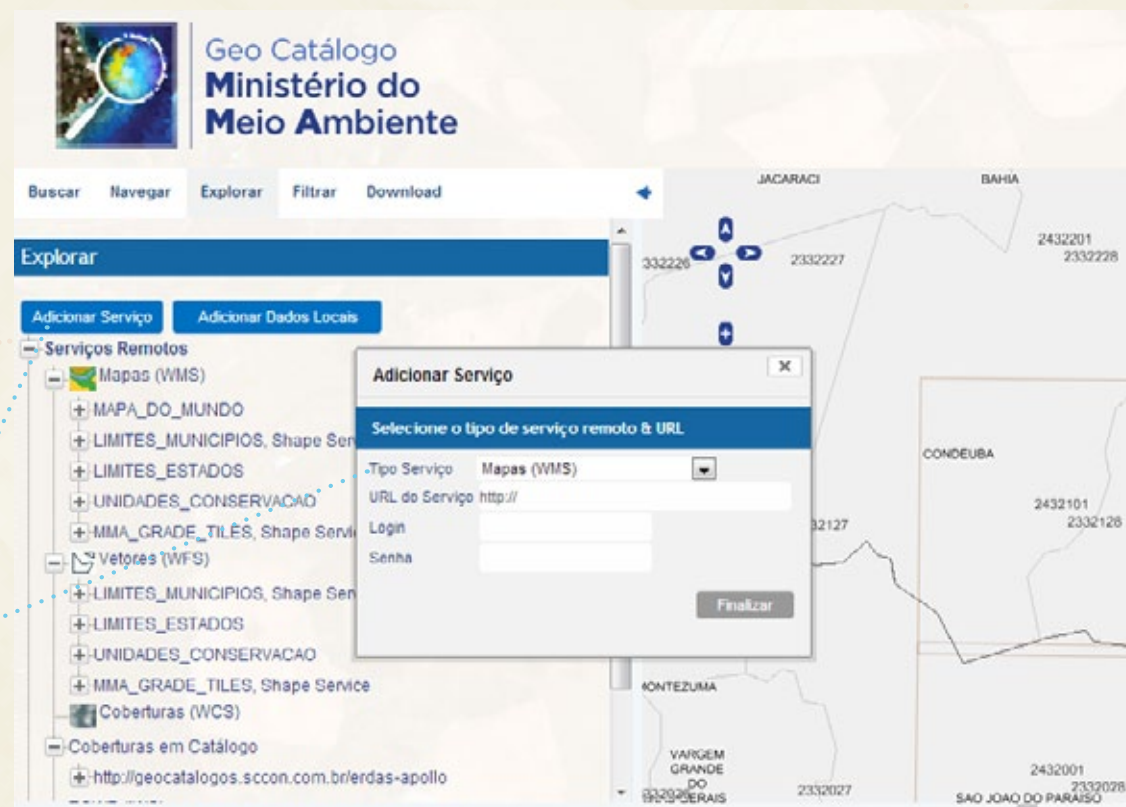 Geo Catálogo
Ministério do
Meio Ambiente
Buscar Navegar Explorar Filtrar Download
Explorar
Adicionar Serviço Adicionar Dados Locais
Serviços Remotos
Mapas (WMS)
MAPA_DO_MUNDO
LIMITES_MUNICIPIOS, Shape Ser
LIMITES_ESTADOS
UNIDADES_CONSERVACAO
MMA_GRADE_TILES, Shape Servi
Vetores (WFS)
LIMITES_MUNICIPIOS, Shape Ser
LIMITES_ESTADOS
UNIDADES_CONSERVACAO
MMA_GRADE_TILES, Shape Service
Coberturas (WCS)
Coberturas em Catálogo
http://geocatalogos.sccon.com.br/erdas-apollo
Adicionar Serviço
Selecione o tipo de serviço remoto & URL
Tipo Serviço Mapas (WMS)
URL do Serviço http://
Login
Senha
Finalizar
JACARACI BAHIA
2432201
332226 2332227 2332228
CONDEUBA
2432101
32127 2332128
MONTEZUMA
VARGEM
GRANDE
DO
2432001
2332027 2332028
SAO JOAO DO PARAISO